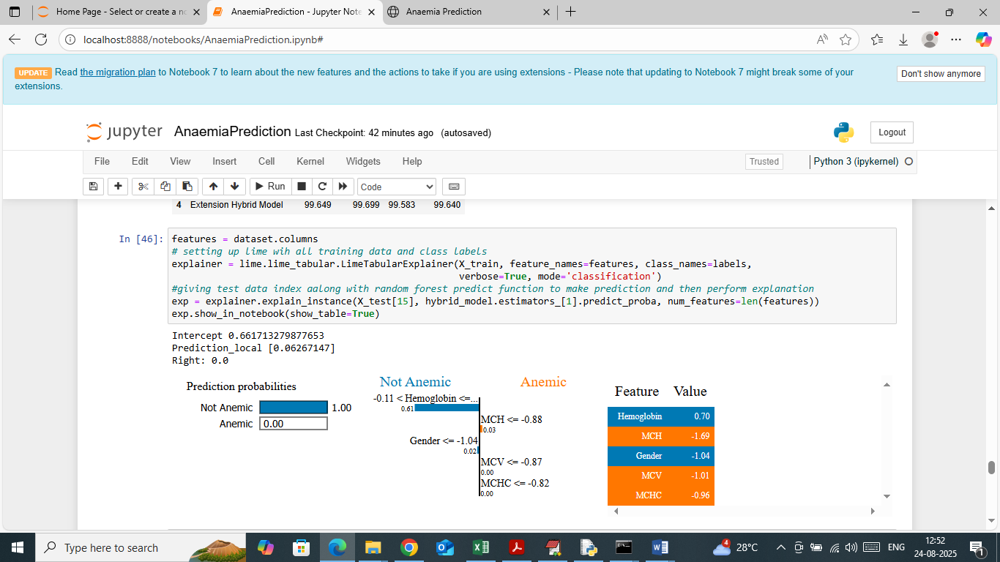 Home Page - Select or create a no
AnaemiaPrediction - Jupyter Note
Anaemia Prediction
localhost:8888/notebooks/AnaemiaPrediction.ipynb#
UPDATE Read the migration plan to Notebook 7 to learn about the new features and the actions to take if you are using extensions - Please note that updating to Notebook 7 might break some of your
extensions.
Don't show anymore
jupyter AnaemiaPrediction Last Checkpoint: 42 minutes ago (autosaved)
Logout
File Edit View Insert Cell Kernel Widgets Help
Trusted
Python 3 (ipykernel)
Run
Code
4 Extension Hybrid Model 99.649 99.699 99.583 99.640
In [46]:
features = dataset.columns
# setting up lime wih all training data and class labels
explainer = lime.lime_tabular.LimeTabularExplainer(X_train, feature_names=features, class_names=labels,
verbose=True, mode='classification')
#giving test data index aalong with random forest predict function to make prediction and then perform explanation
exp = explainer.explain_instance(X_test[15], hybrid_model.estimators_[1].predict_proba, num_features=len(features))
exp.show_in_notebook(show_table=True)
Intercept 0.661713279877653
Prediction_local [0.06267147]
Right: 0.0
Prediction probabilities
Not Anemic 1.00
Anemic 0.00
Not Anemic Anemic
-0.11 < Hemoglobin <=...
0.61
MCH <= -0.88
0.03
Gender <= -1.04
0.02
MCV <= -0.87
0.00
MCHC <= -0.82
0.00
Feature Value
Hemoglobin 0.70
MCH -1.69
Gender -1.04
MCV -1.01
MCHC -0.96
Type here to search
4
28°C
ENG
12:52
24-08-2025
1